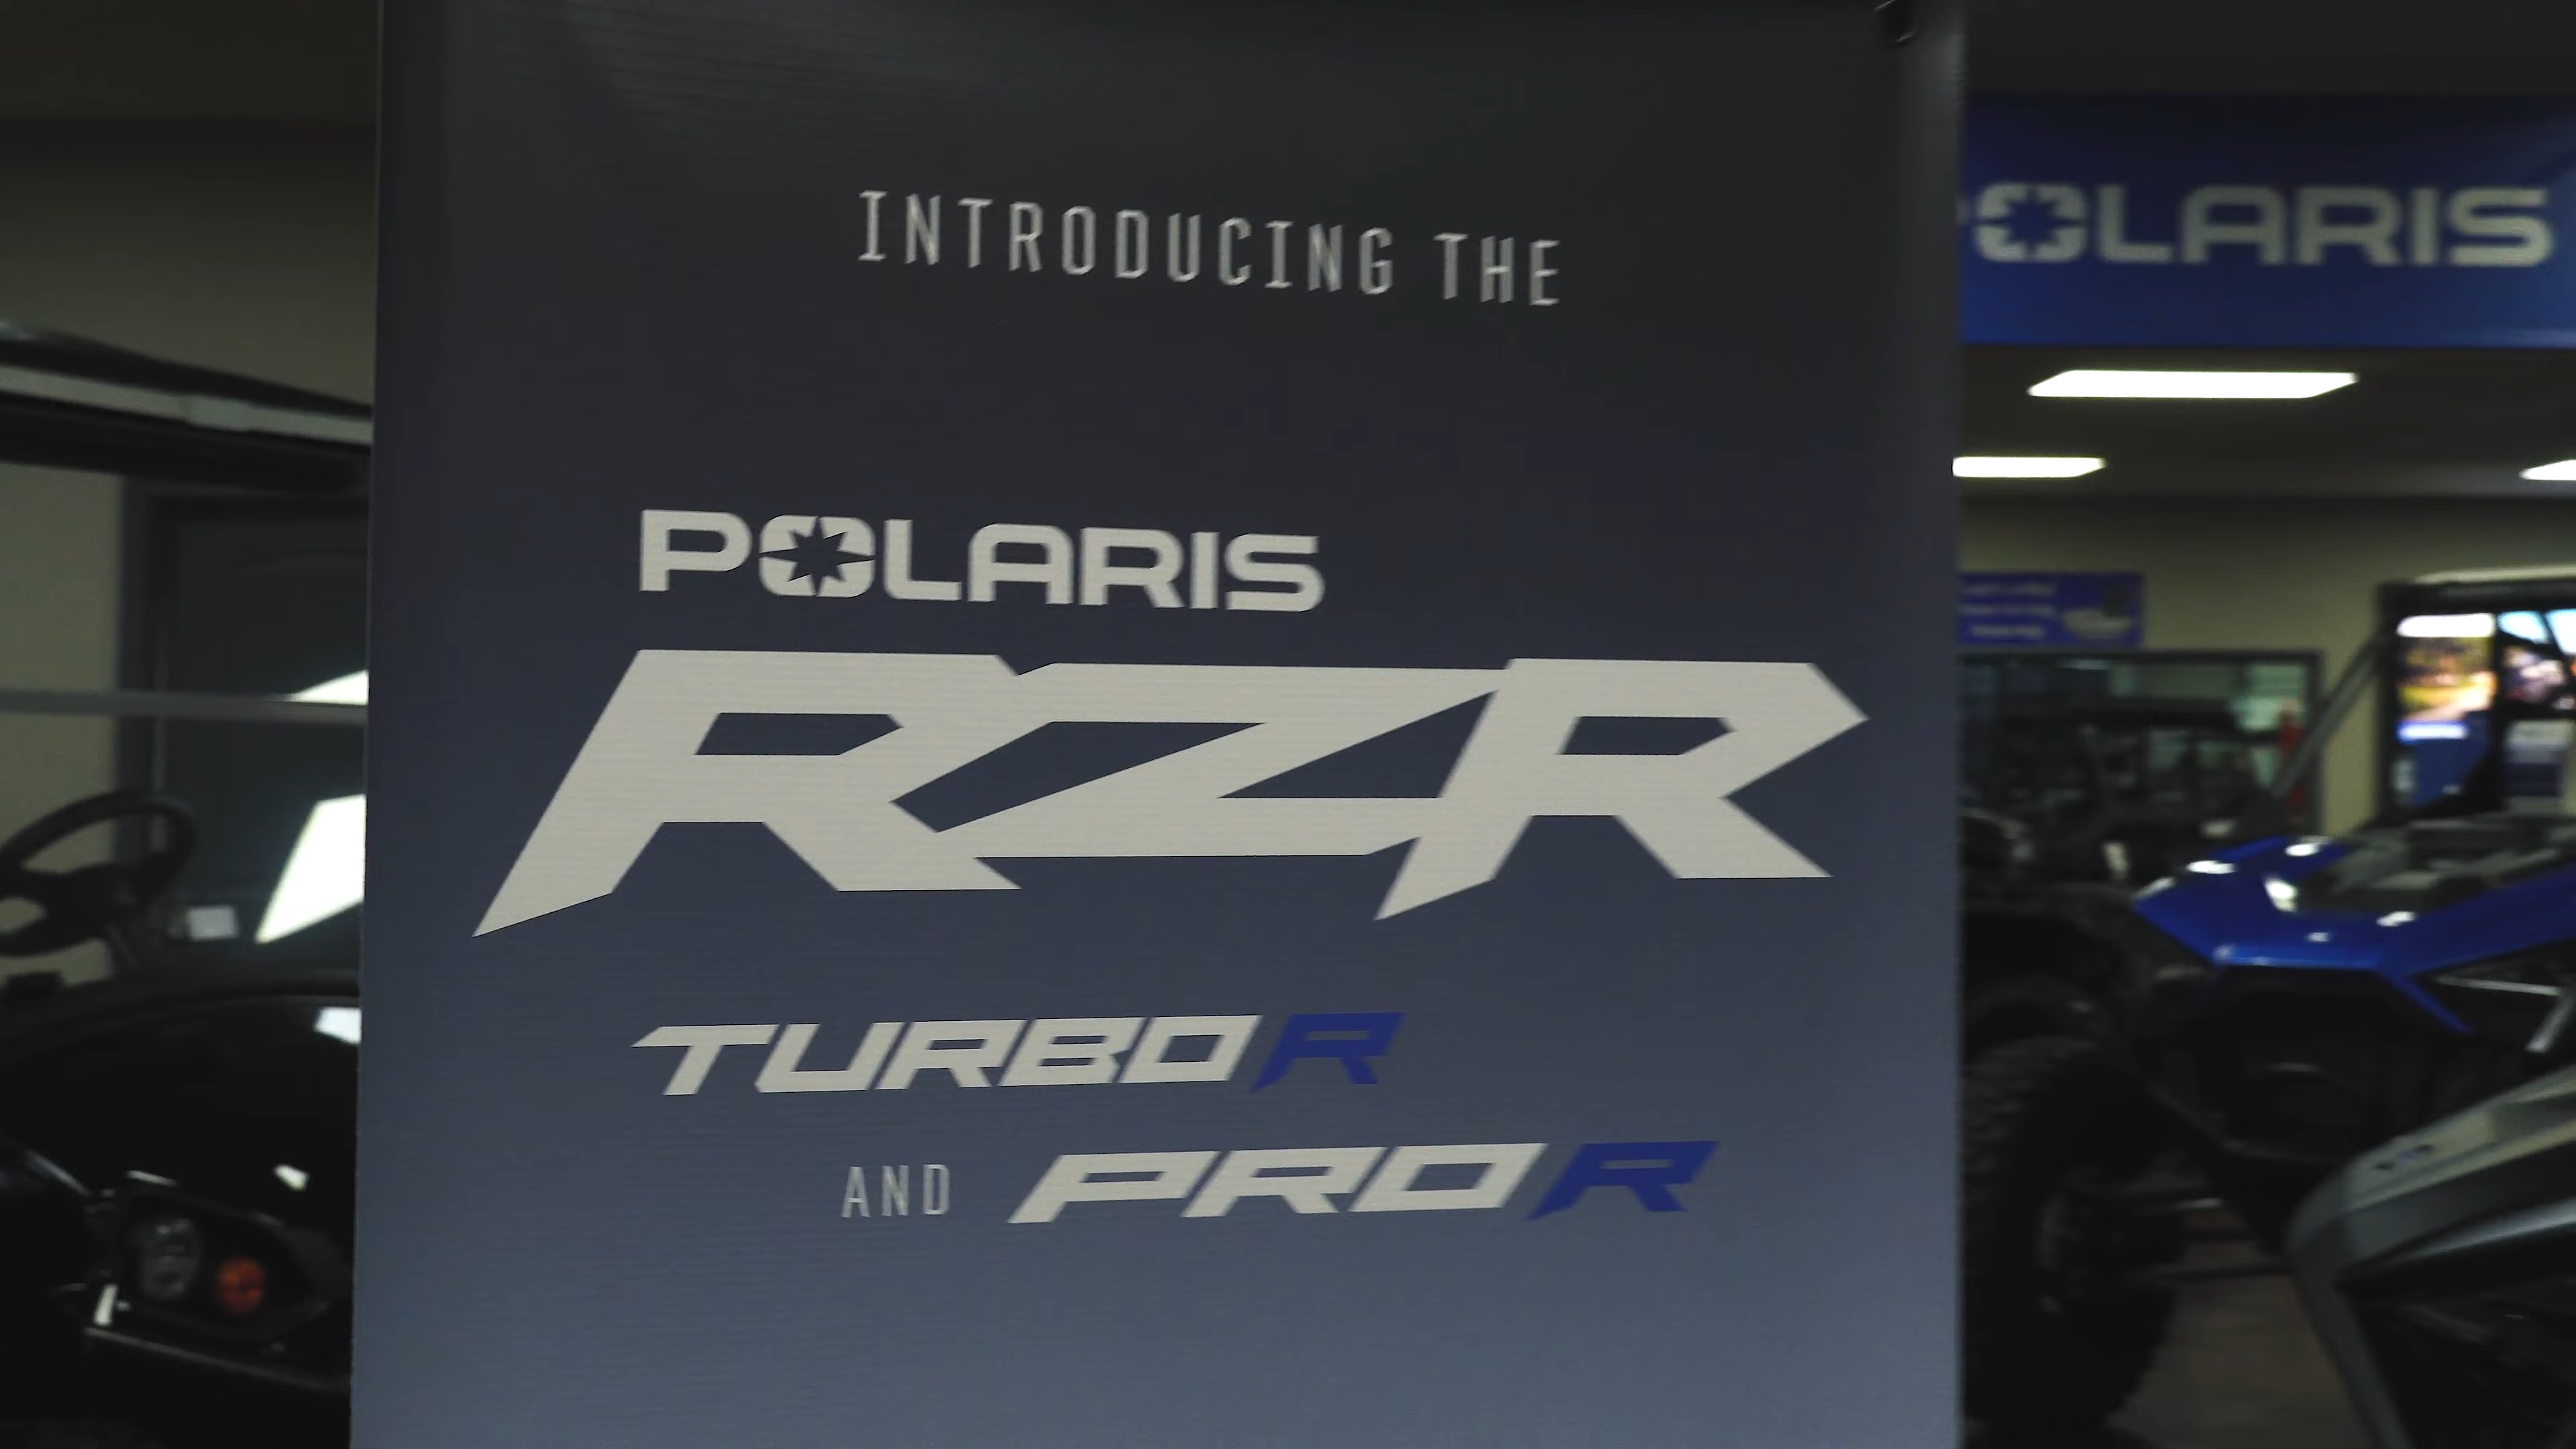 INTRODUCING THE
POLARIS
RZR
TURBO R
AND PRO R
POLARIS